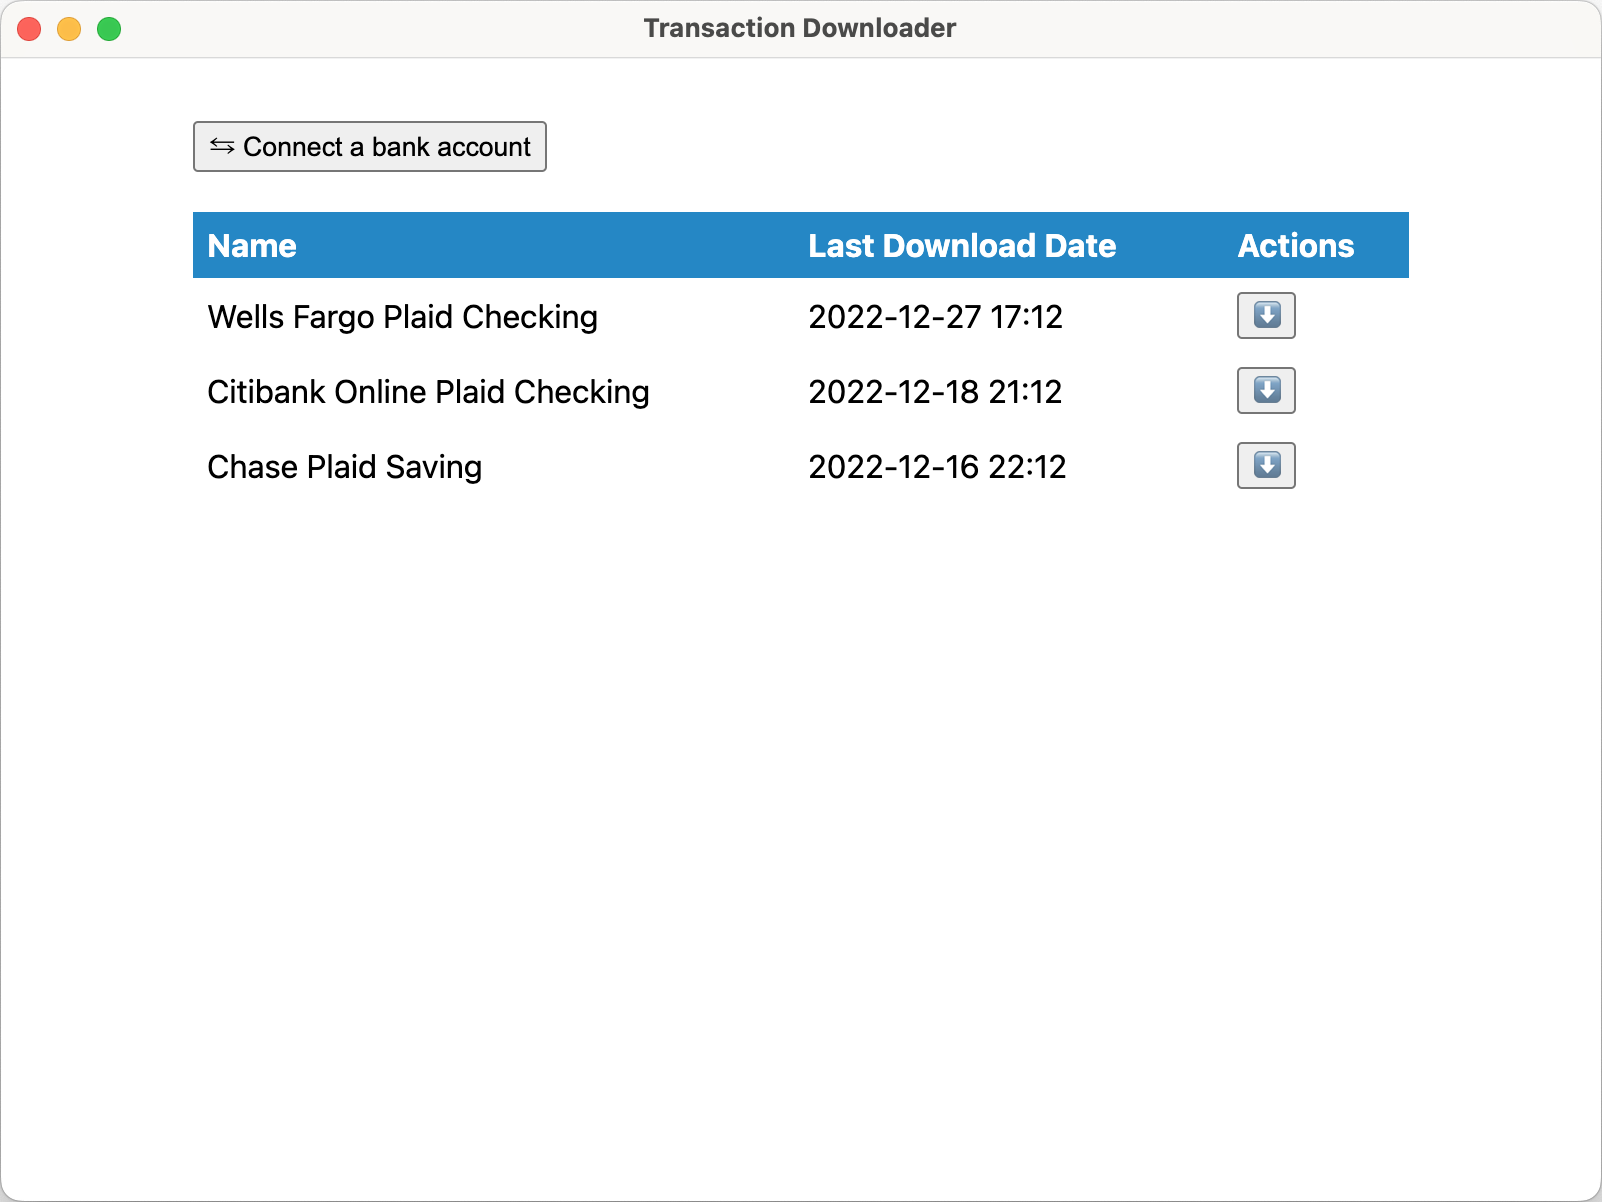 Transaction Downloader
⇆ Connect a bank account
Name Last Download Date Actions
Wells Fargo Plaid Checking 2022-12-27 17:12 ⬇️
Citibank Online Plaid Checking 2022-12-18 21:12 ⬇️
Chase Plaid Saving 2022-12-16 22:12 ⬇️